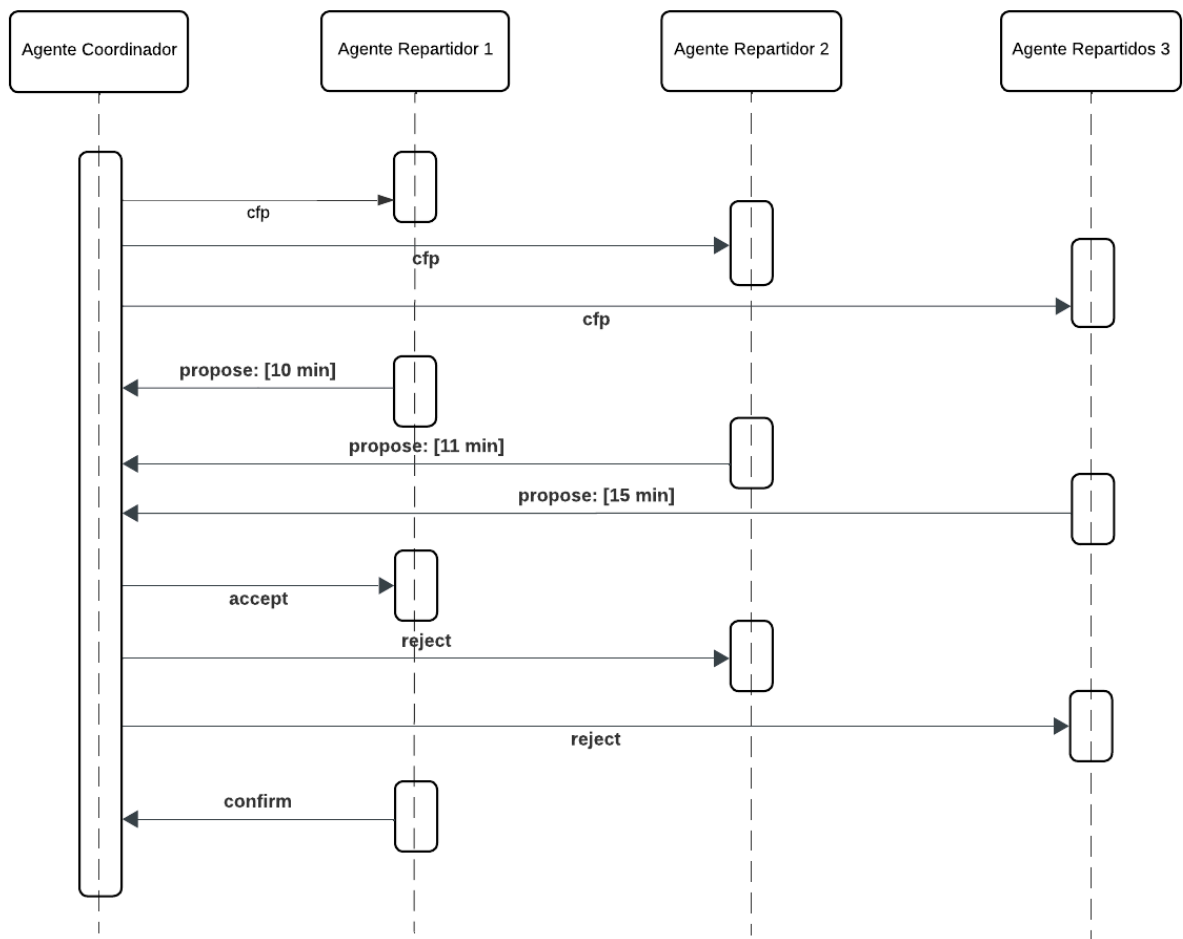 Agente Coordinador
Agente Repartidor 1
Agente Repartidor 2
Agente Repartidos 3
cfp
cfp
cfp
propose: [10 min]
propose: [11 min]
propose: [15 min]
accept
reject
reject
confirm